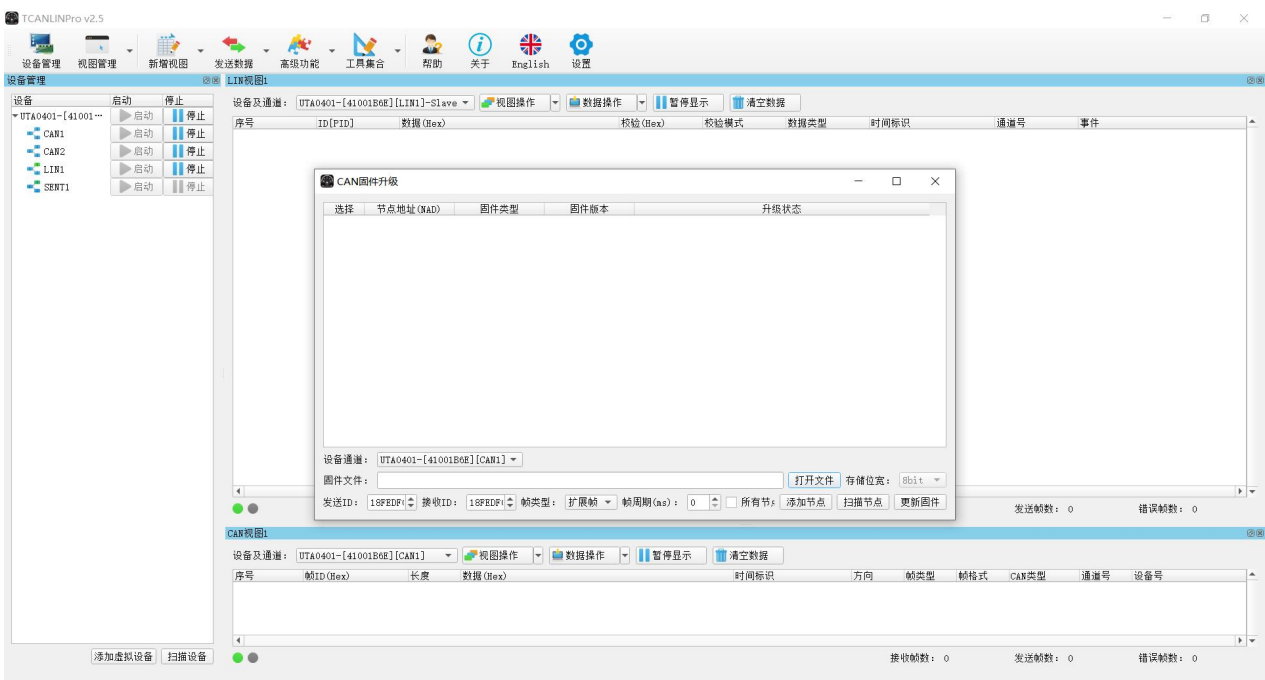 TCANLINPro v2.5
设备管理 视图管理 新增视图 发送数据 高级功能 工具集合 帮助 关于 English 设置
设备管理
设备 启动 停止
UTA0401-[41001… 启动 停止
CAN1 启动 停止
CAN2 启动 停止
LIN1 启动 停止
SENT1 启动 停止
添加虚拟设备 扫描设备
LIN视图1
设备及通道: UTA0401-[41001B6E][LIN1]-Slave 视图操作 数据操作 暂停显示 清空数据
序号 ID[PID] 数据(Hex) 校验(Hex) 校验模式 数据类型 时间标识 通道号 事件
CAN固件升级
选择 节点地址(NAD) 固件类型 固件版本 升级状态
设备通道: UTA0401-[41001B6E][CAN1]
固件文件: 打开文件 存储位宽: 8bit
发送ID: 18FEDF 接收ID: 18FEDF 帧类型: 扩展帧 帧周期(ms): 0 所有节 添加节点 扫描节点 更新固件
发送帧数: 0 错误帧数: 0
CAN视图1
设备及通道: UTA0401-[41001B6E][CAN1] 视图操作 数据操作 暂停显示 清空数据
序号 帧ID(Hex) 长度 数据(Hex) 时间标识 方向 帧类型 帧格式 CAN类型 通道号 设备号
接收帧数: 0 发送帧数: 0 错误帧数: 0